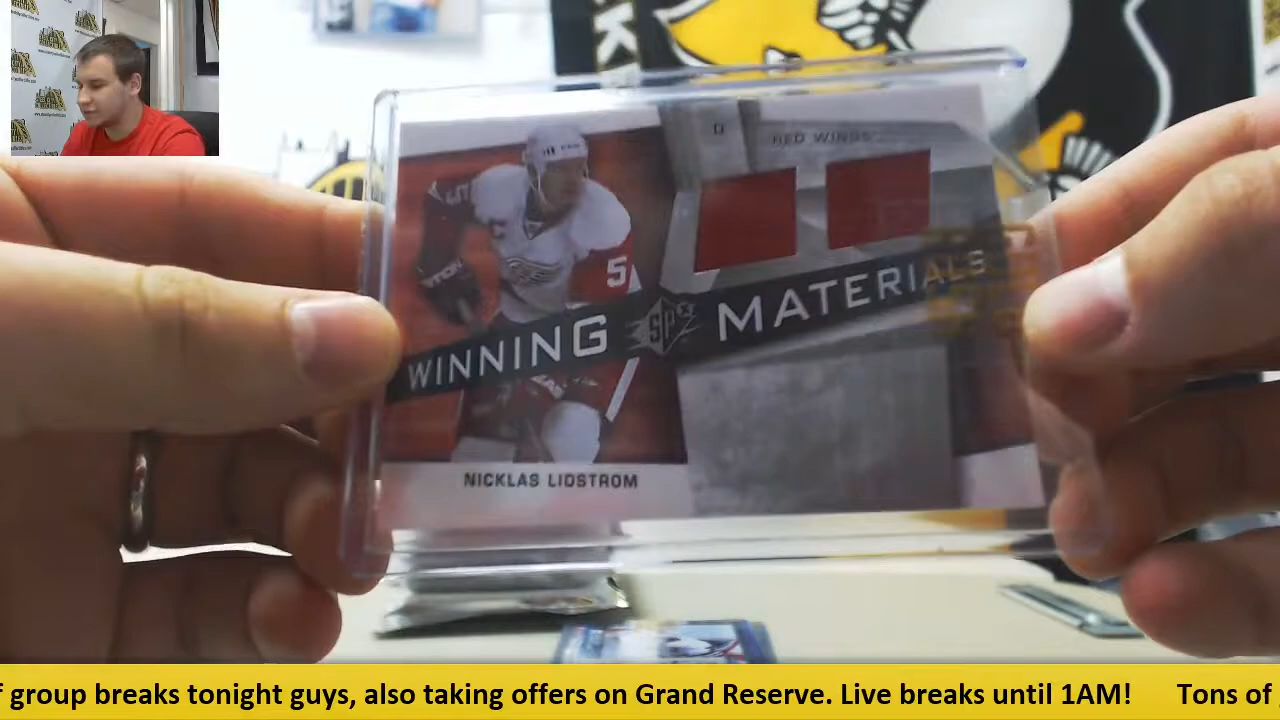 D
RED WINGS
5
WINNING SPx MATERIALS
NICKLAS LIDSTROM
f group breaks tonight guys, also taking offers on Grand Reserve. Live breaks until 1AM! Tons of